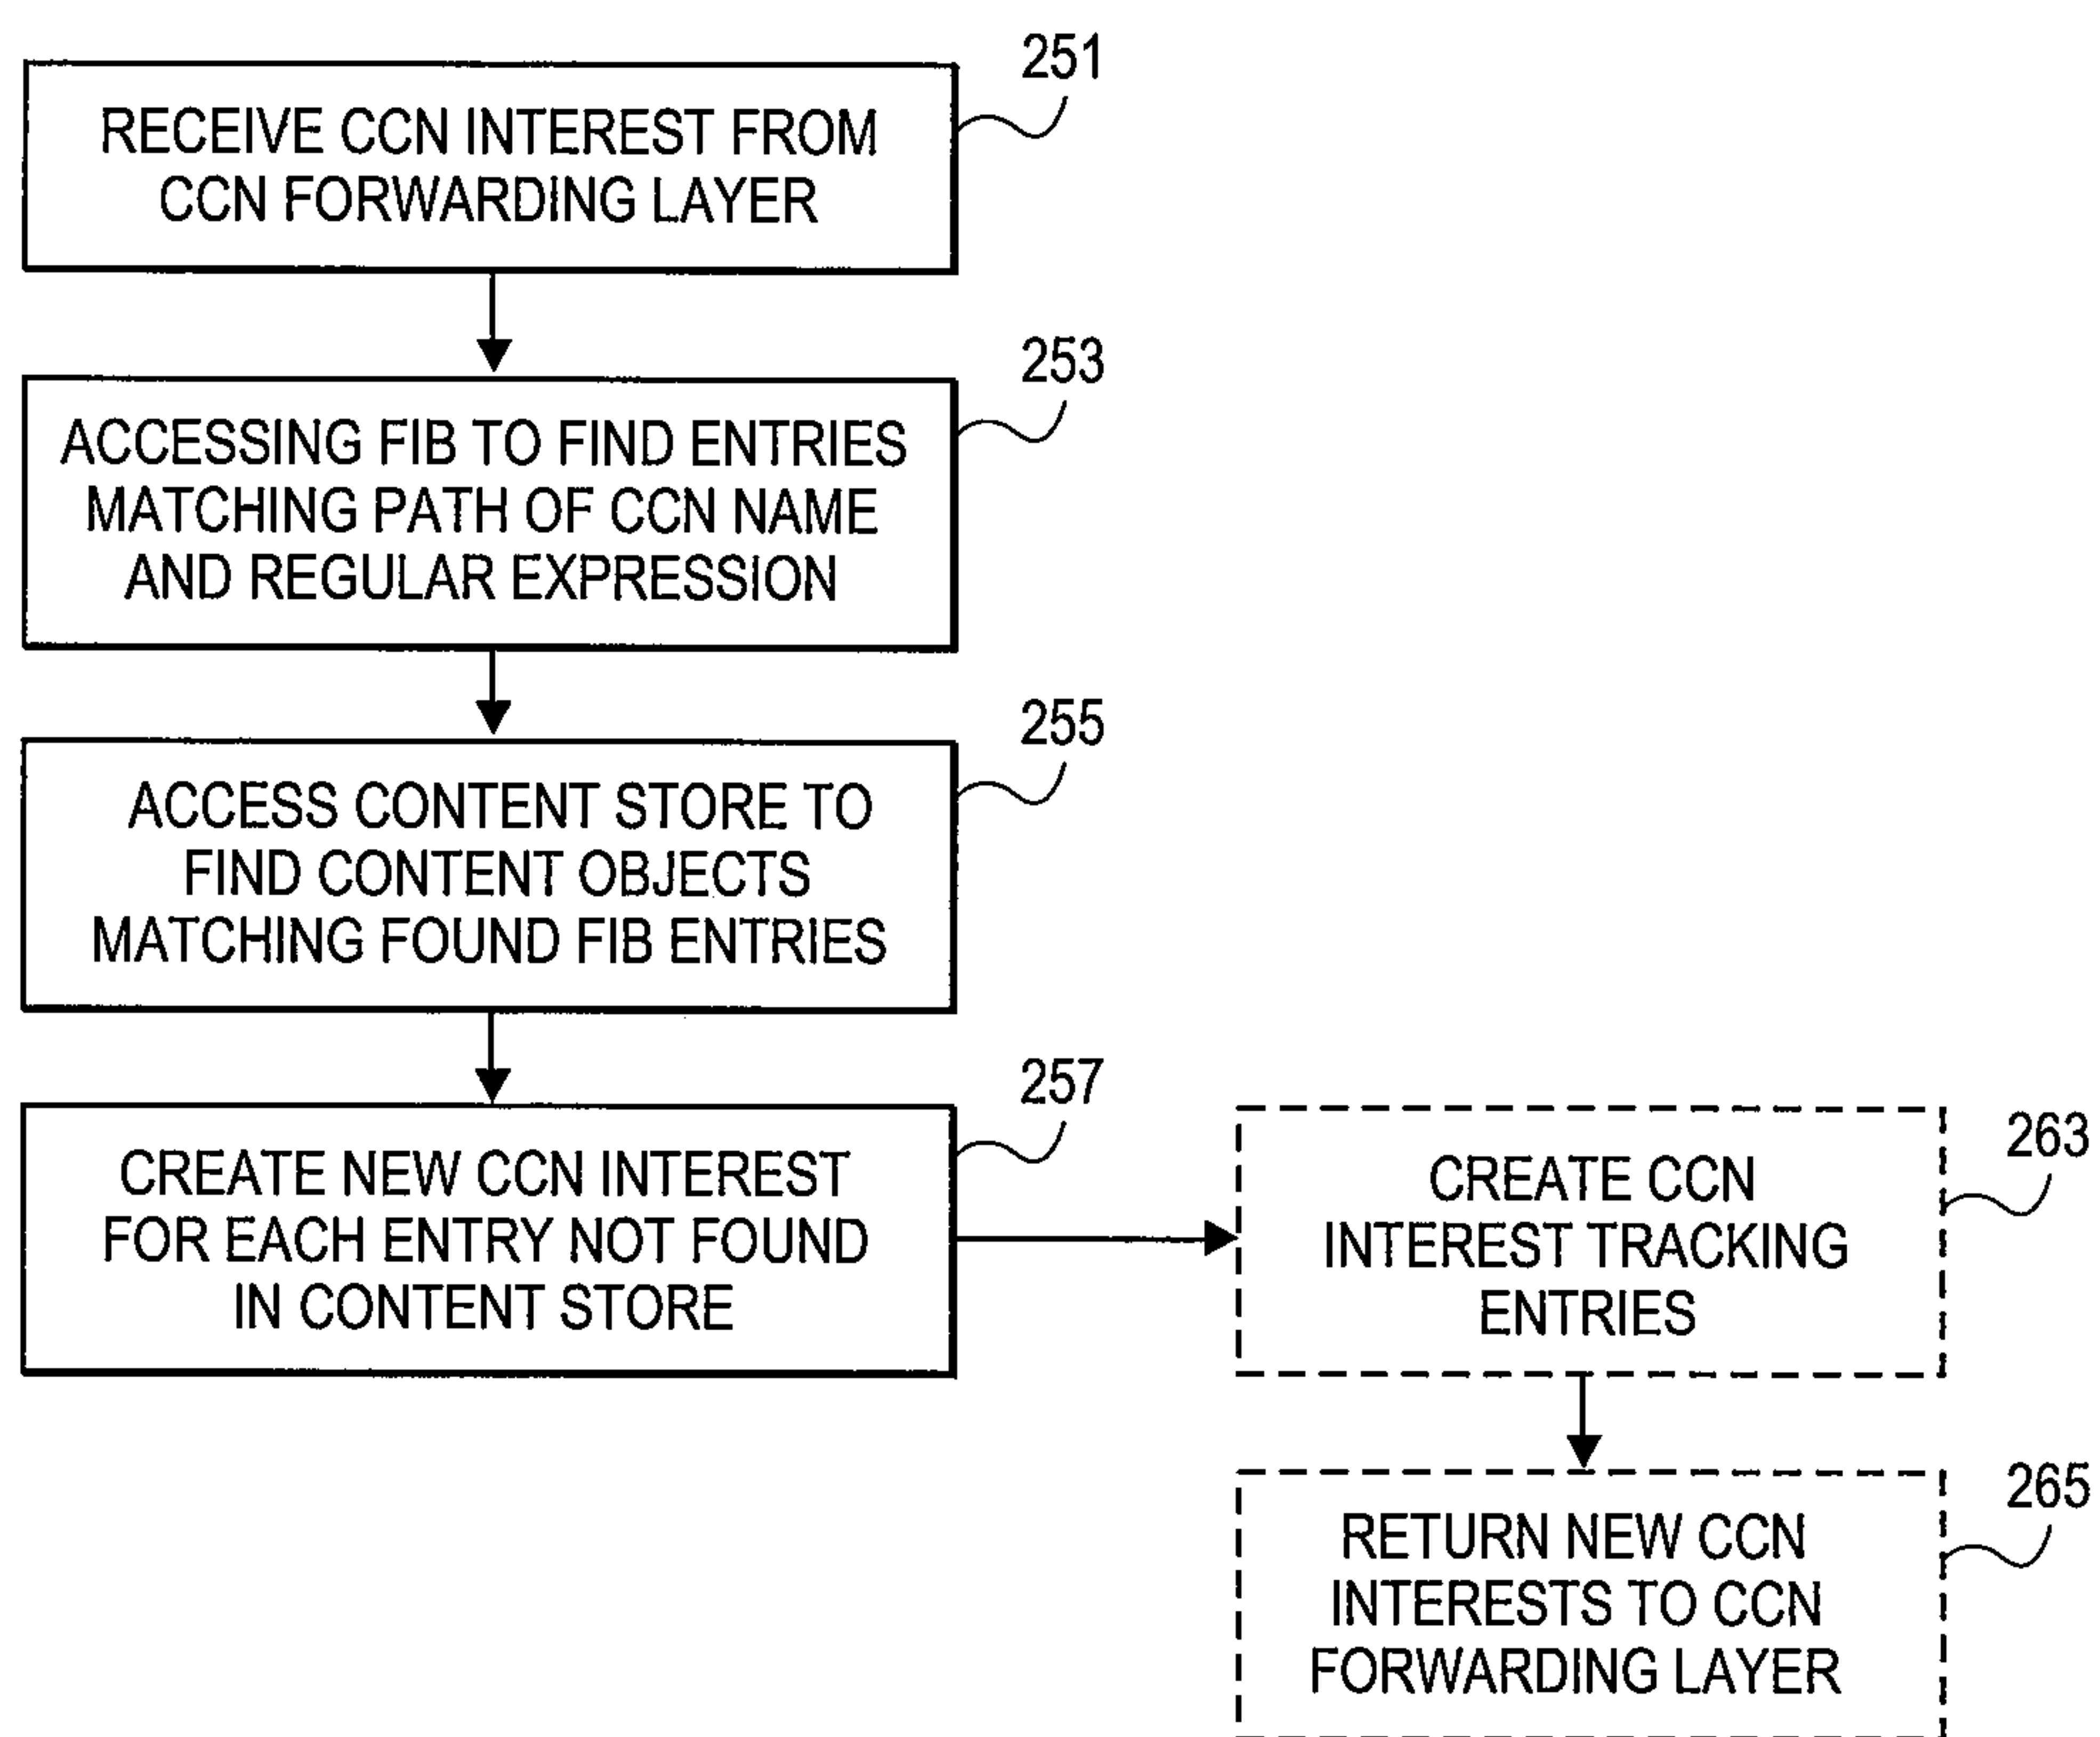 251
RECEIVE CCN INTEREST FROM
CCN FORWARDING LAYER
253
ACCESSING FIB TO FIND ENTRIES
MATCHING PATH OF CCN NAME
AND REGULAR EXPRESSION
255
ACCESS CONTENT STORE TO
FIND CONTENT OBJECTS
MATCHING FOUND FIB ENTRIES
257
CREATE NEW CCN INTEREST
FOR EACH ENTRY NOT FOUND
IN CONTENT STORE
263
CREATE CCN
INTEREST TRACKING
ENTRIES
265
RETURN NEW CCN
INTERESTS TO CCN
FORWARDING LAYER